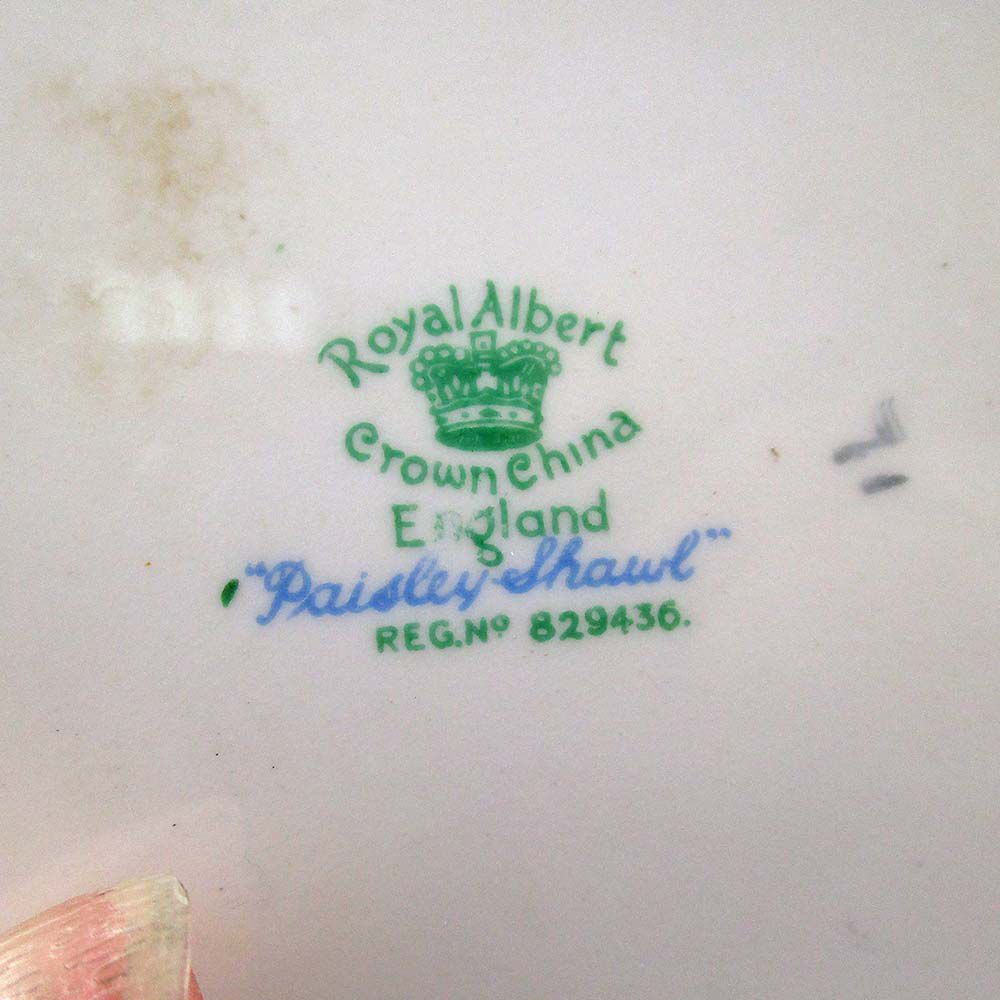 Royal Albert
Crown China
England
"Paisley-Shawl"
REG.Nº 829436.